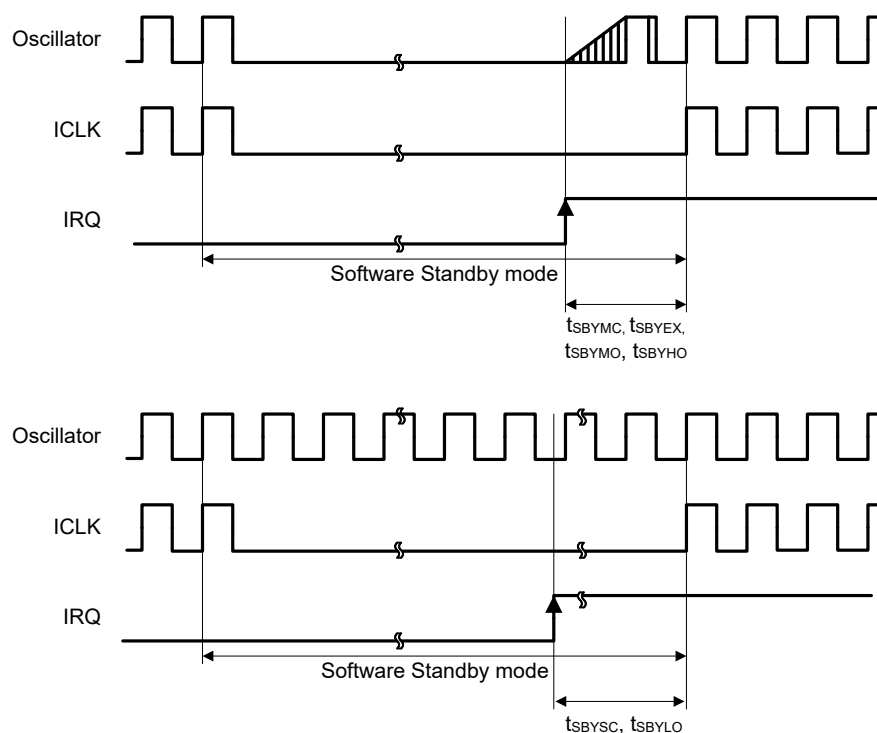 Oscillator
ICLK
IRQ
Software Standby mode
tSBYMC, tSBYEX,
tSBYMO, tSBYHO
Oscillator
ICLK
IRQ
Software Standby mode
tSBYSC, tSBYLO